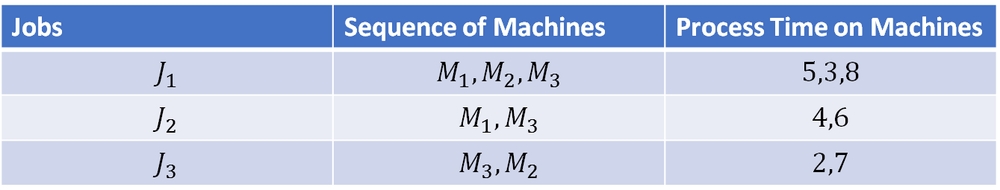 Jobs Sequence of Machines Process Time on Machines
J₁ M₁, M₂, M₃ 5,3,8
J₂ M₁, M₃ 4,6
J₃ M₃, M₂ 2,7